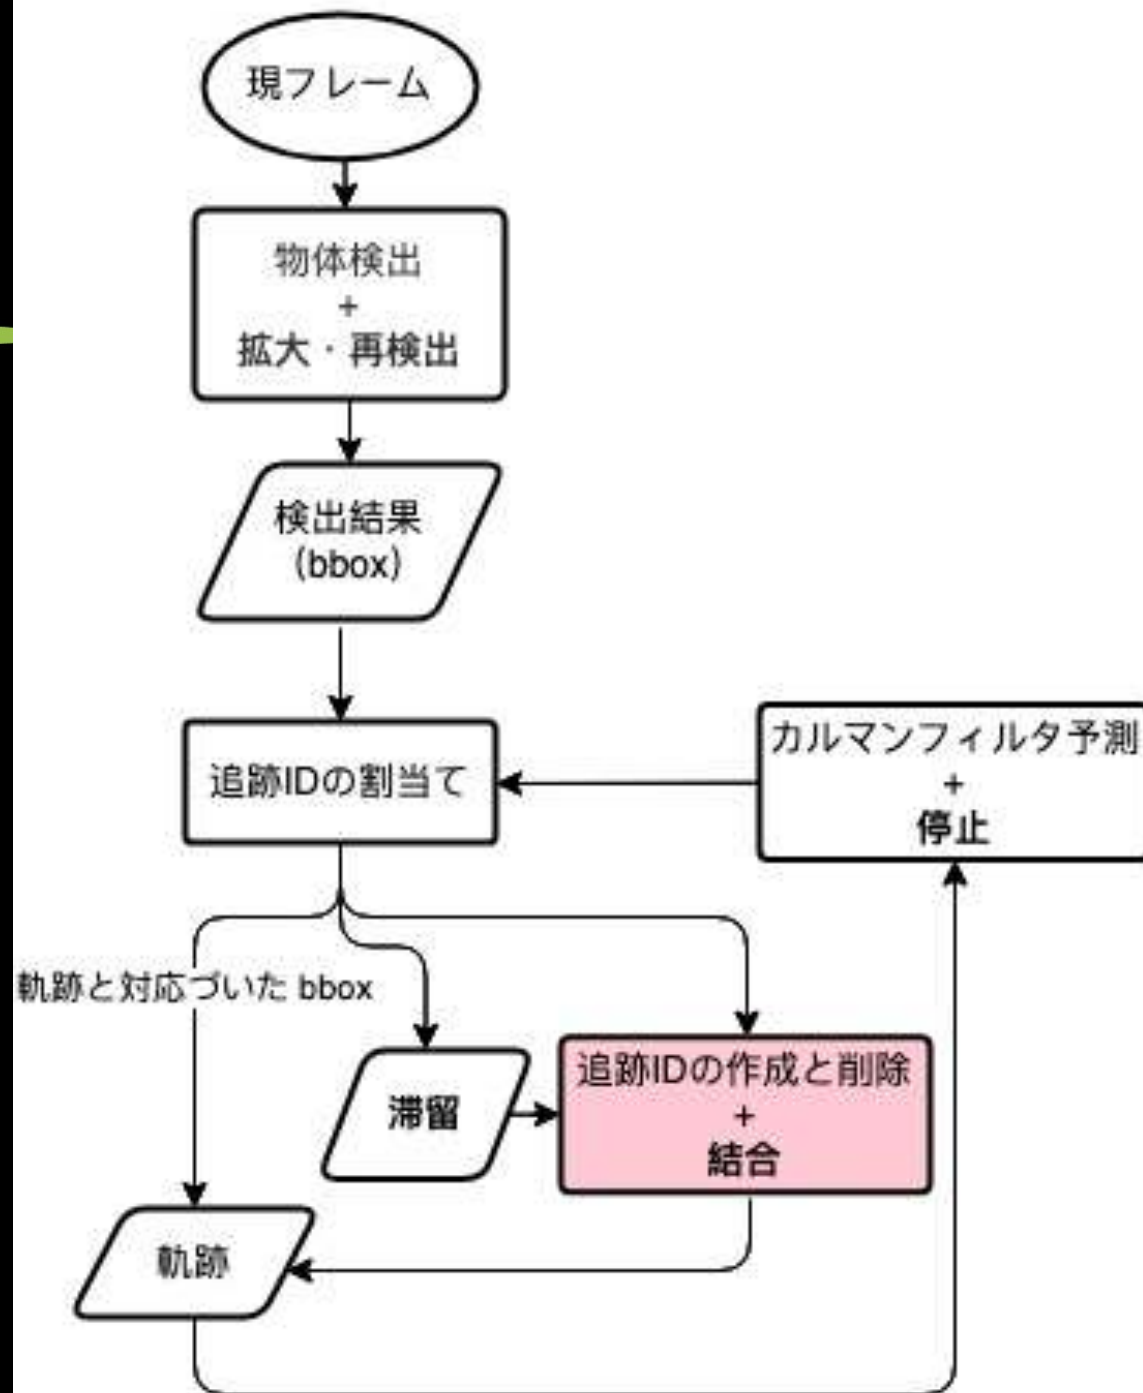 現フレーム
物体検出
+
拡大・再検出
検出結果
(bbox)
追跡IDの割当て
カルマンフィルタ予測
+
停止
軌跡と対応づいた bbox
滞留
追跡IDの作成と削除
+
結合
軌跡